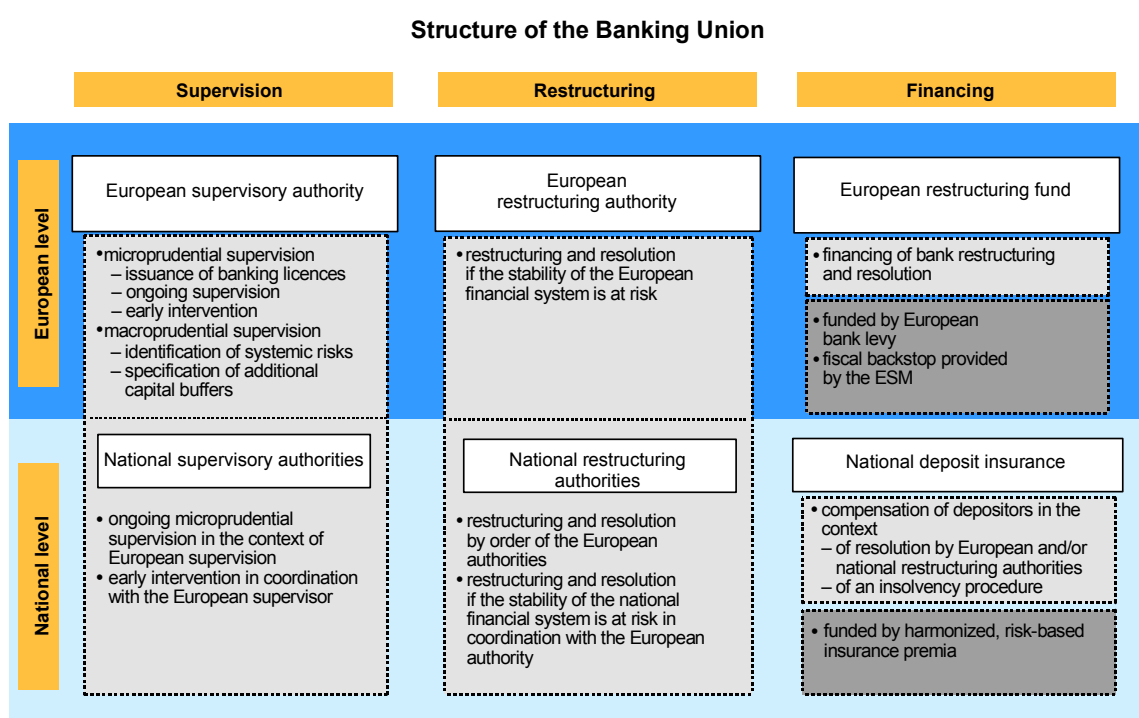 Structure of the Banking Union
Supervision
Restructuring
Financing
European level
European supervisory authority
• microprudential supervision
– issuance of banking licences
– ongoing supervision
– early intervention
• macroprudential supervision
– identification of systemic risks
– specification of additional
capital buffers
European
restructuring authority
• restructuring and resolution
if the stability of the European
financial system is at risk
European restructuring fund
• financing of bank restructuring
and resolution
• funded by European
bank levy
• fiscal backstop provided
by the ESM
National level
National supervisory authorities
• ongoing microprudential
supervision in the context of
European supervision
• early intervention in coordination
with the European supervisor
National restructuring
authorities
• restructuring and resolution
by order of the European
authorities
• restructuring and resolution
if the stability of the national
financial system is at risk in
coordination with the European
authority
National deposit insurance
• compensation of depositors in the
context
– of resolution by European and/or
national restructuring authorities
– of an insolvency procedure
• funded by harmonized, risk-based
insurance premia